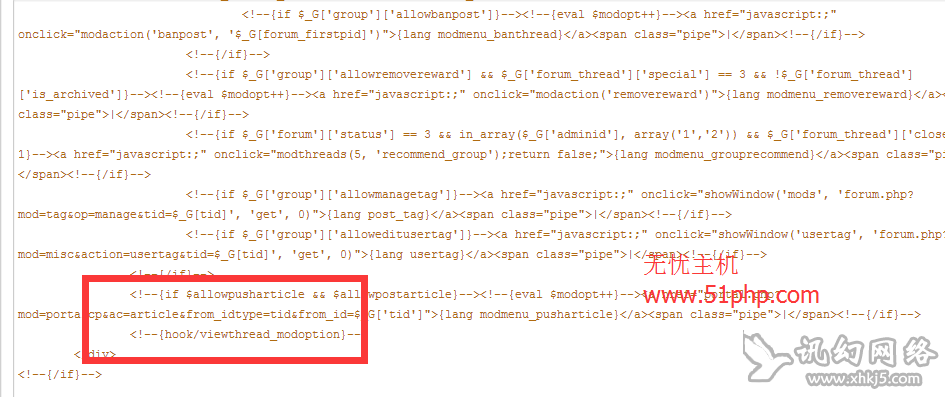 <!--{if $_G['group']['allowbanpost']}--><!--{eval $modopt++}--><a href="javascript:;"
onclick="modaction('banpost', '$_G[forum_firstpid]')">{lang modmenu_banthread}</a><span class="pipe">|</span><!--{/if}-->
<!--{/if}-->
<!--{if $_G['group']['allowremovereward'] && $_G['forum_thread']['special'] == 3 && !$_G['forum_thread']
['is_archived']}--><!--{eval $modopt++}--><a href="javascript:;" onclick="modaction('removereward')">{lang modmenu_removereward}</a><
class="pipe">|</span><!--{/if}-->
<!--{if $_G['forum']['status'] == 3 && in_array($_G['adminid'], array('1','2')) && $_G['forum_thread']['close
1}--><a href="javascript:;" onclick="modthreads(5, 'recommend_group');return false;">{lang modmenu_grouprecommend}</a><span class="pi
</span><!--{/if}-->
<!--{if $_G['group']['allowmanagetag']}--><a href="javascript:;" onclick="showWindow('mods', 'forum.php?
mod=tag&op=manage&tid=$_G[tid]', 'get', 0)">{lang post_tag}</a><span class="pipe">|</span><!--{/if}-->
<!--{if $_G['group']['alloweditusertag']}--><a href="javascript:;" onclick="showWindow('usertag', 'forum.php?
mod=misc&action=usertag&tid=$_G[tid]', 'get', 0)">{lang usertag}</a><span class="pipe">|</span><!--{/if}-->
无忧主机
<!--{/if}-->
<!--{if $allowpusharticle && $allowpostarticle}--><!--{eval $modopt++}--><a href="portal.php
www.51php.com
mod=portalcp&ac=article&from_idtype=tid&from_id=$_G['tid']">{lang modmenu_pusharticle}</a><span class="pipe">|</span><!--{/if}-->
<!--{hook/viewthread_modoption}--
</div>
<!--{/if}-->
讯幻网络
www.xhkj5.com